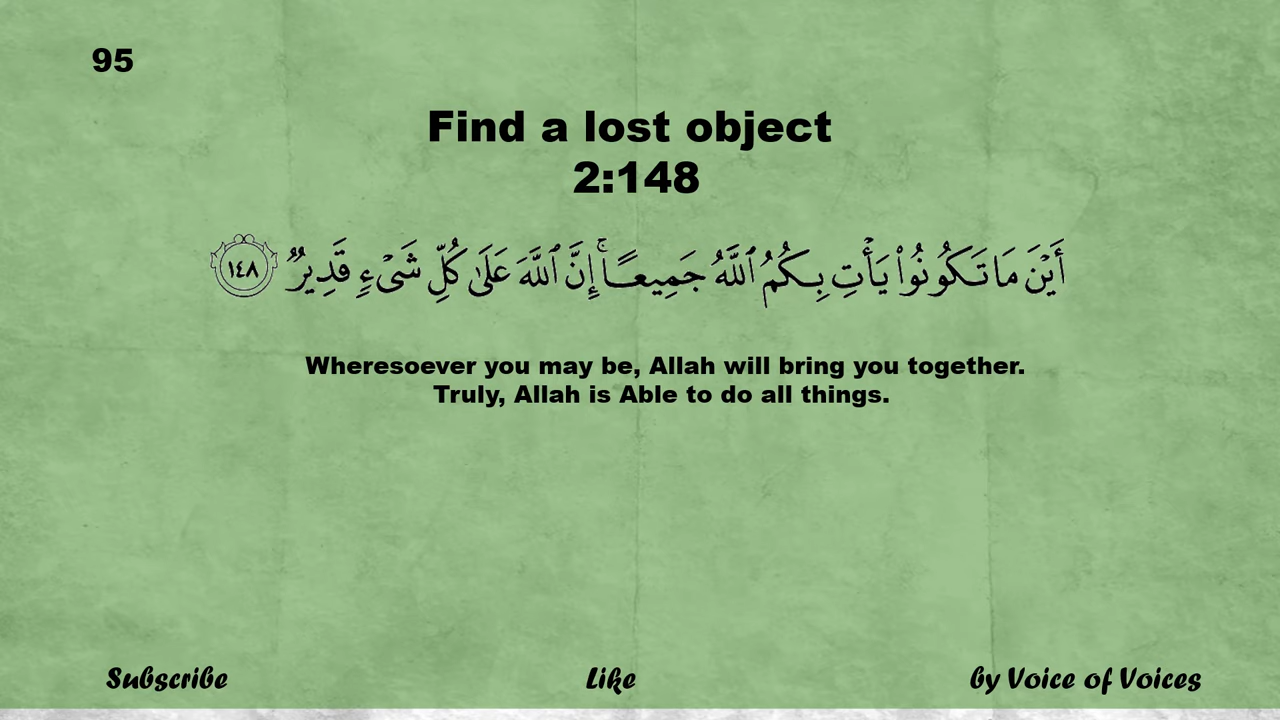 95
Find a lost object
2:148
أَيْنَ مَا تَكُونُوا۟ يَأْتِ بِكُمُ ٱللَّهُ جَمِيعًا ۚ إِنَّ ٱللَّهَ عَلَىٰ كُلِّ شَىْءٍ قَدِيرٌ ١٤٨
Wheresoever you may be, Allah will bring you together.
Truly, Allah is Able to do all things.
Subscribe Like by Voice of Voices